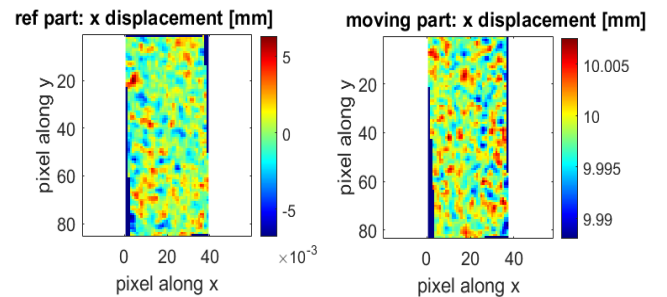 ref part: x displacement [mm]
5
0
-5
×10⁻³
20
40
60
80
0 20 40
pixel along y
pixel along x
moving part: x displacement [mm]
10.005
10
9.995
9.99
20
40
60
80
0 20 40
pixel along y
pixel along x